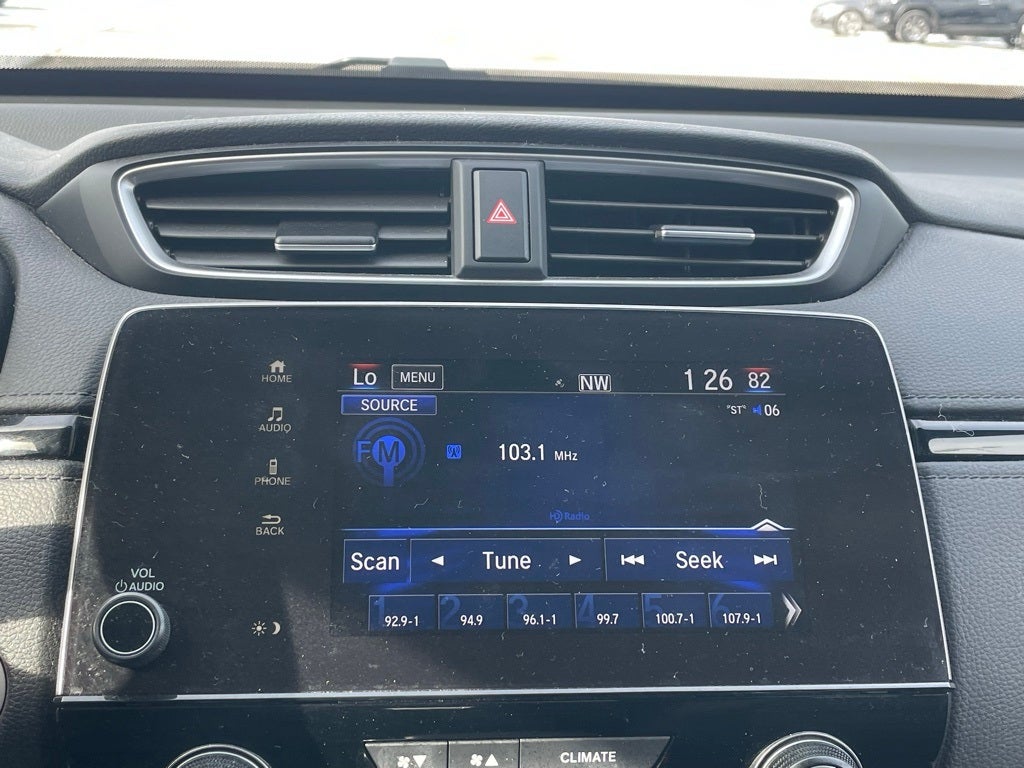 HOME
AUDIO
PHONE
BACK
VOL
AUDIO
Lo MENU NW 1 26 82
SOURCE "ST" 06
FM 103.1 MHz
HD Radio
Scan Tune Seek
1 2 3 4 5 6
92.9-1 94.9 96.1-1 99.7 100.7-1 107.9-1
CLIMATE